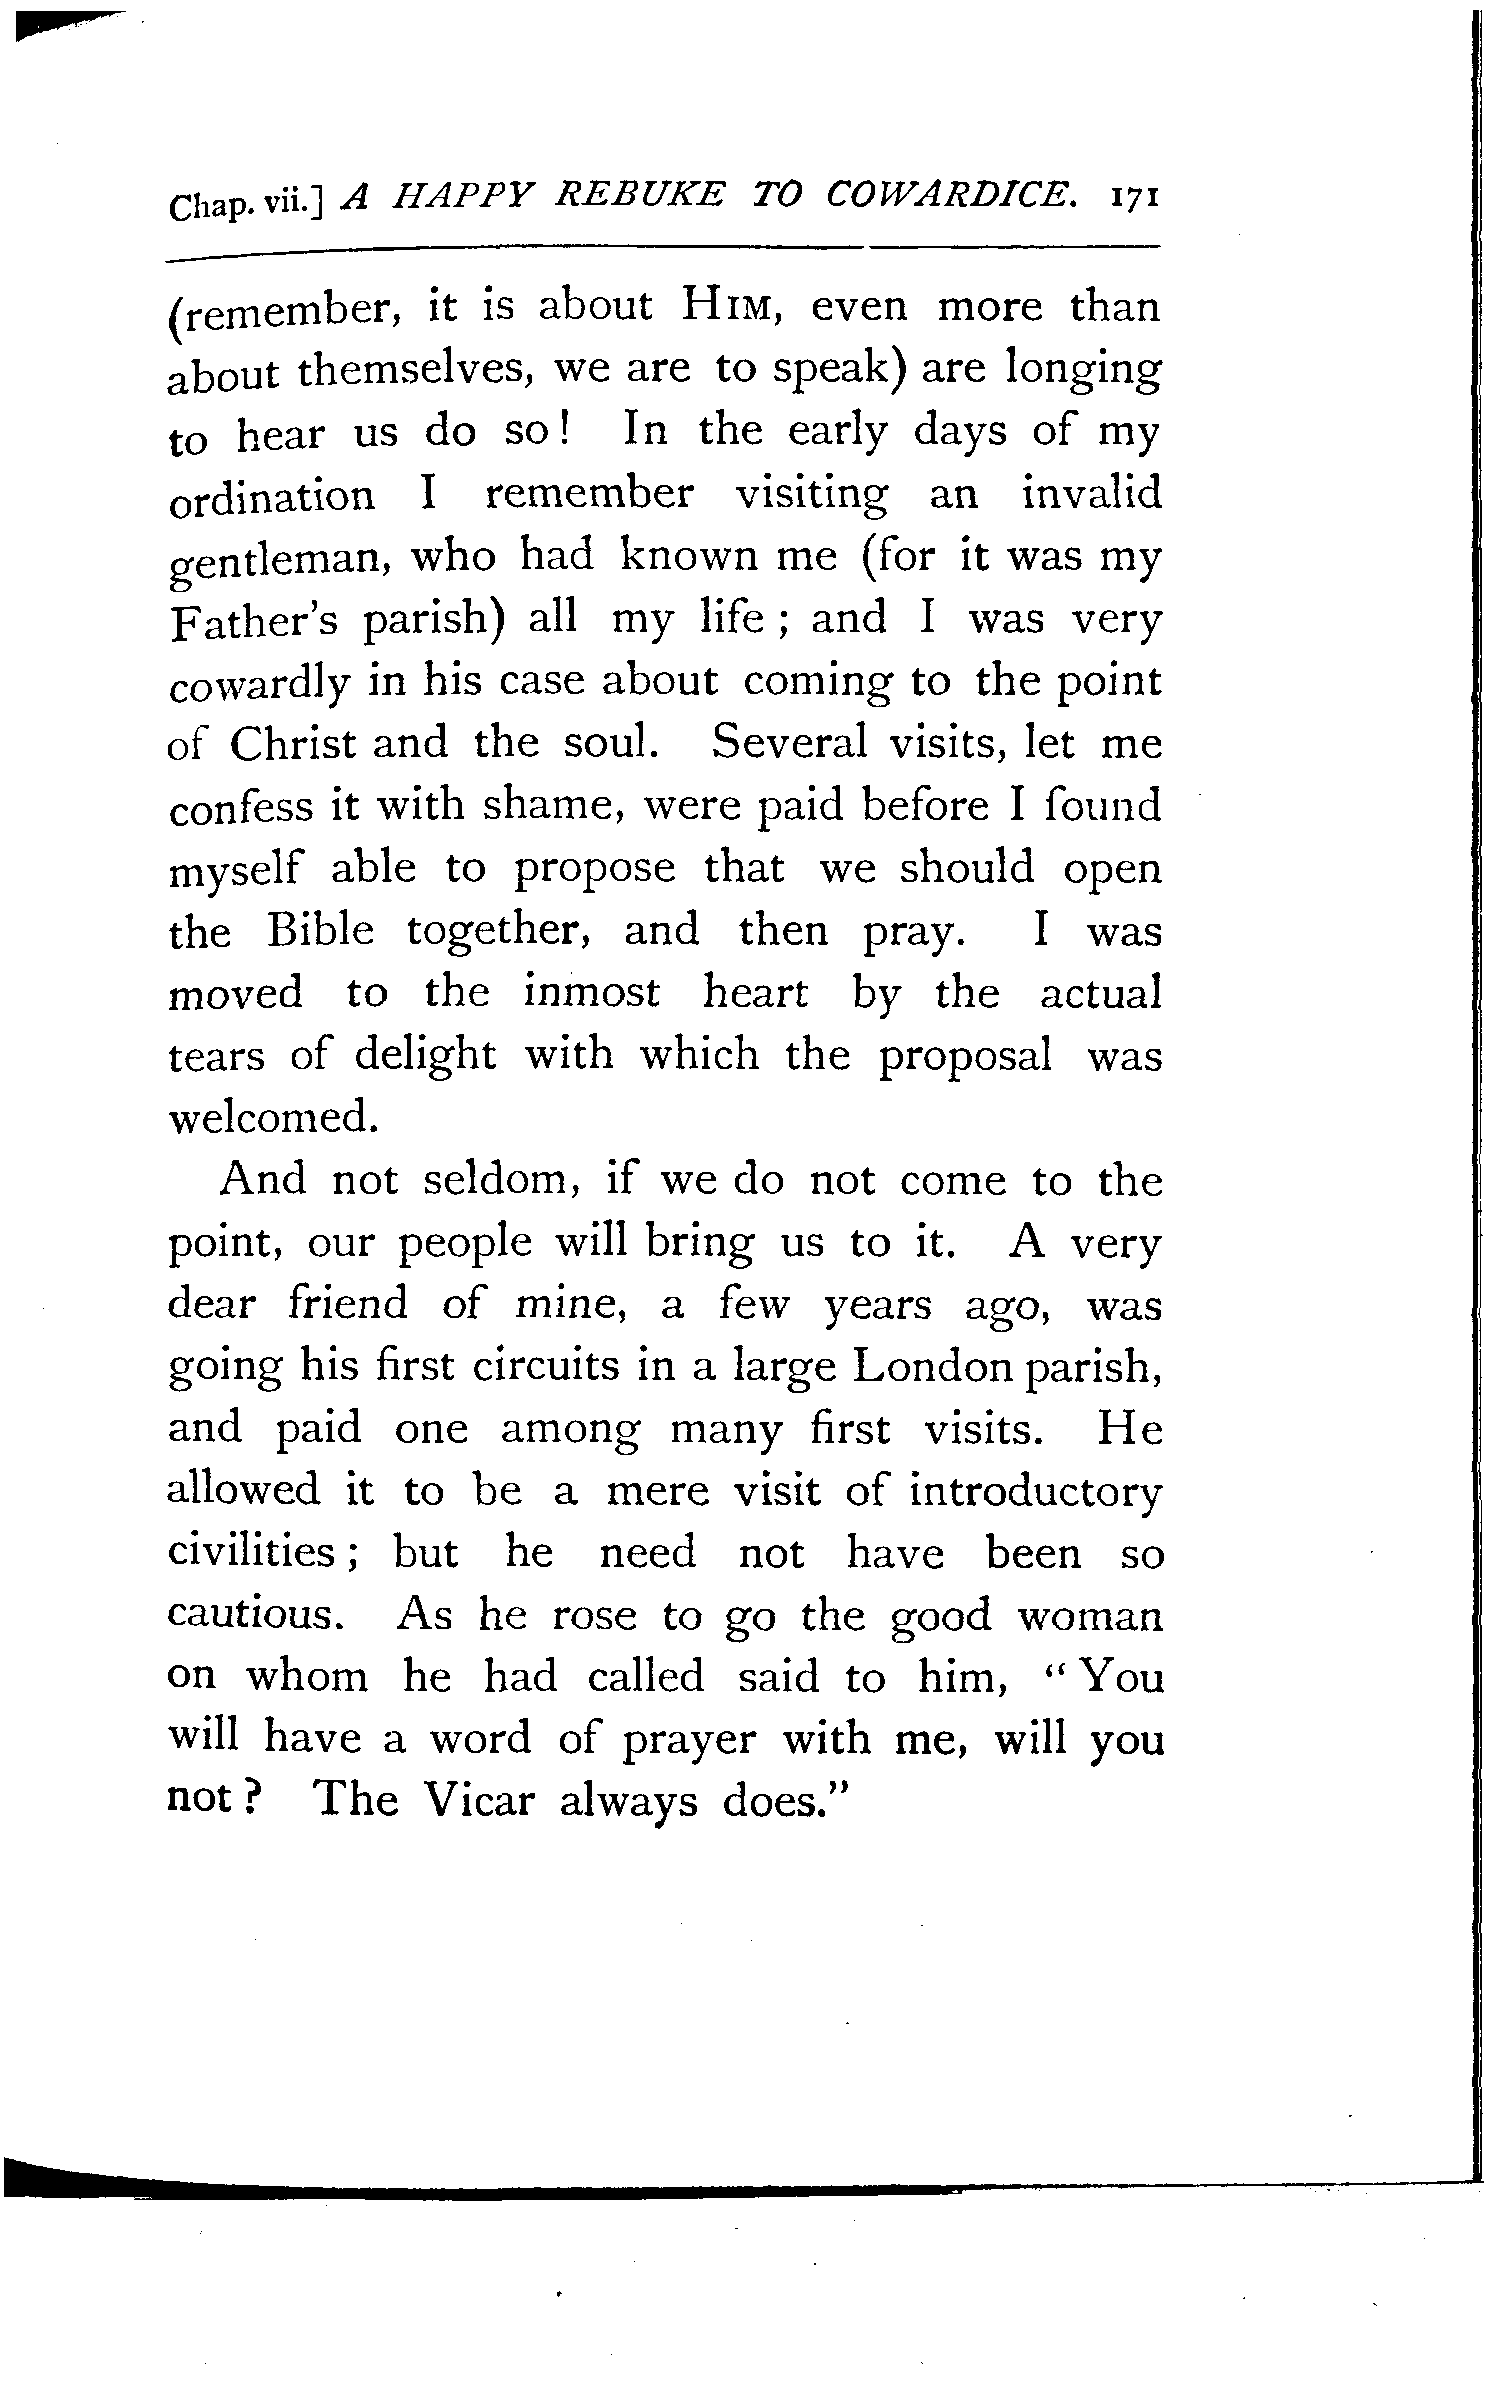 Chap. vii.] A HAPPY REBUKE TO COWARDICE. 171
(remember, it is about HIM, even more than
about themselves, we are to speak) are longing
to hear us do so! In the early days of my
ordination I remember visiting an invalid
gentleman, who had known me (for it was my
Father's parish) all my life; and I was very
cowardly in his case about coming to the point
of Christ and the soul. Several visits, let me
confess it with shame, were paid before I found
myself able to propose that we should open
the Bible together, and then pray. I was
moved to the inmost heart by the actual
tears of delight with which the proposal was
welcomed.
And not seldom, if we do not come to the
point, our people will bring us to it. A very
dear friend of mine, a few years ago, was
going his first circuits in a large London parish,
and paid one among many first visits. He
allowed it to be a mere visit of introductory
civilities; but he need not have been so
cautious. As he rose to go the good woman
on whom he had called said to him, "You
will have a word of prayer with me, will you
not? The Vicar always does."